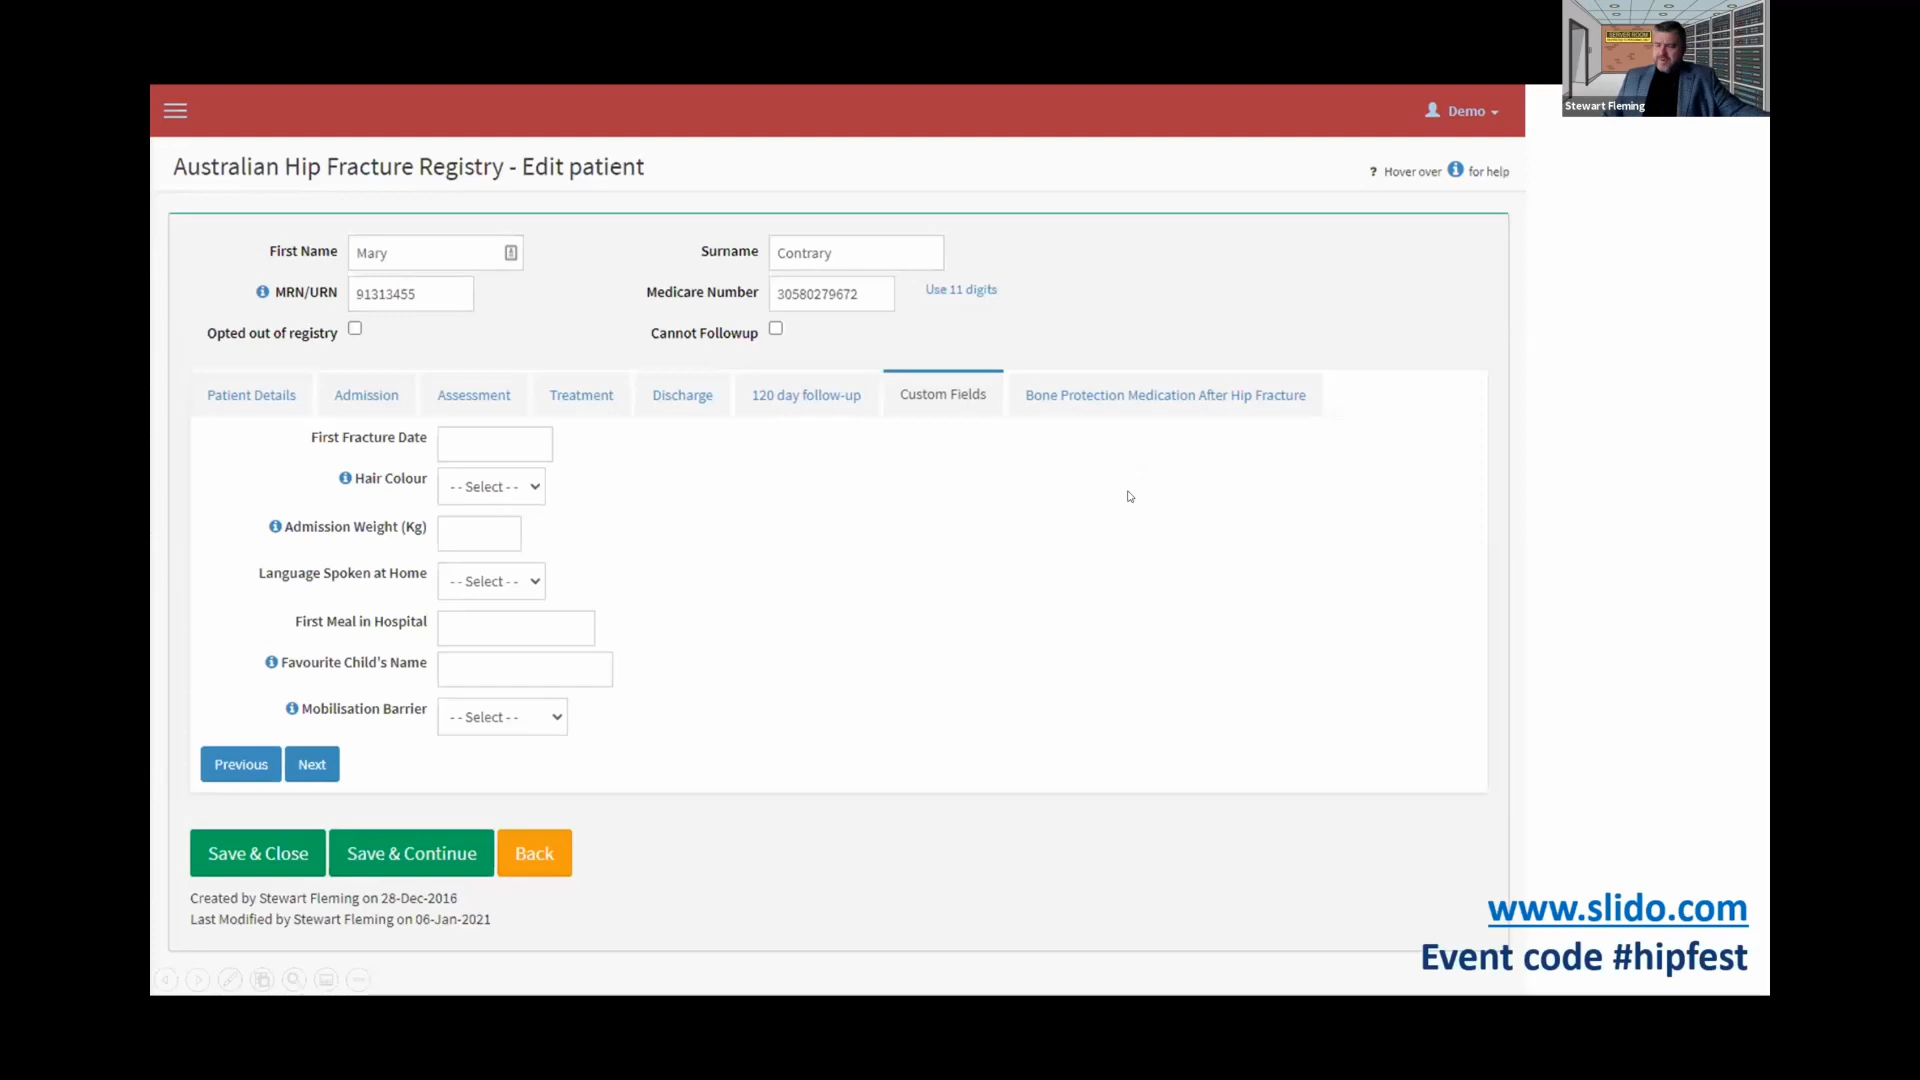 SERVER ROOM
Stewart Fleming
Demo
Australian Hip Fracture Registry - Edit patient
? Hover over i for help
First Name Mary Surname Contrary
MRN/URN 91313455 Medicare Number 30580279672 Use 11 digits
Opted out of registry Cannot Followup
Patient Details Admission Assessment Treatment Discharge 120 day follow-up Custom Fields Bone Protection Medication After Hip Fracture
First Fracture Date
Hair Colour - - Select - -
Admission Weight (Kg)
Language Spoken at Home - - Select - -
First Meal in Hospital
Favourite Child's Name
Mobilisation Barrier - - Select - -
Previous Next
Save & Close Save & Continue Back
Created by Stewart Fleming on 28-Dec-2016
Last Modified by Stewart Fleming on 06-Jan-2021
www.slido.com
Event code #hipfest